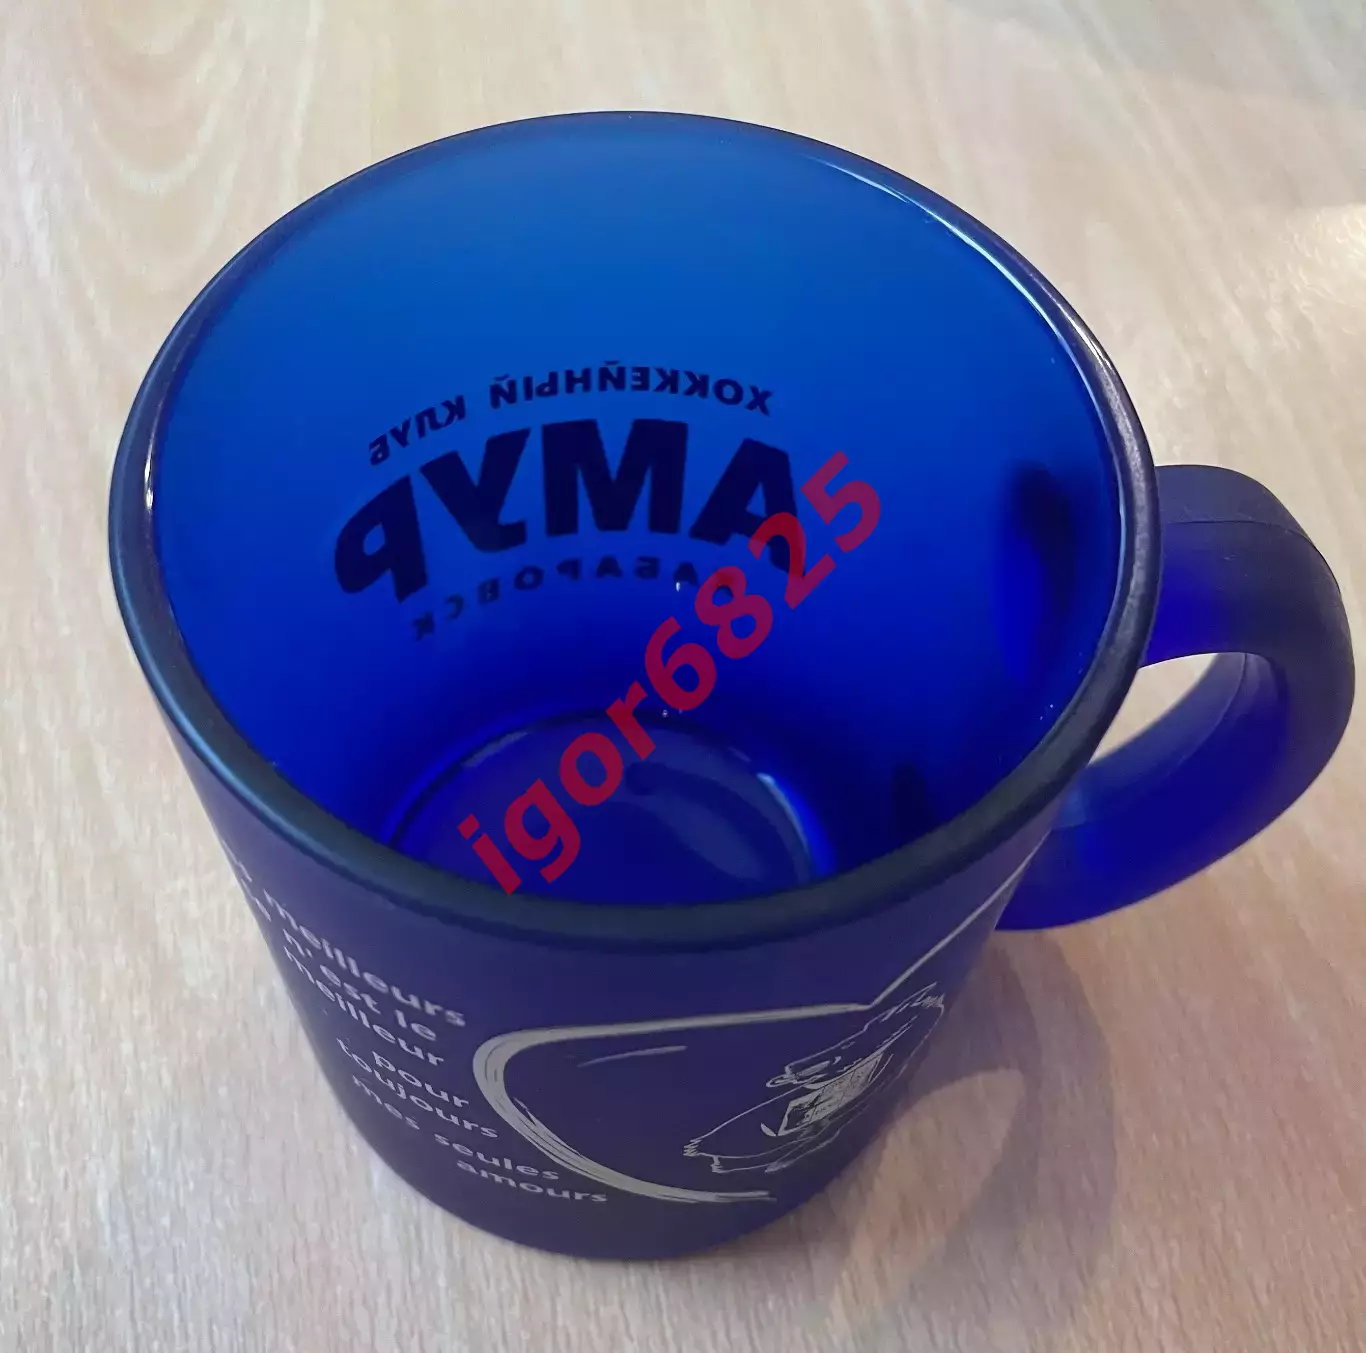 ХОККЕЙНЫЙ КЛУБ
АМУР
ХАБАРОВСК
igor6825
meilleurs
n'est le
meilleur
pour
toujours
mes seules
amours